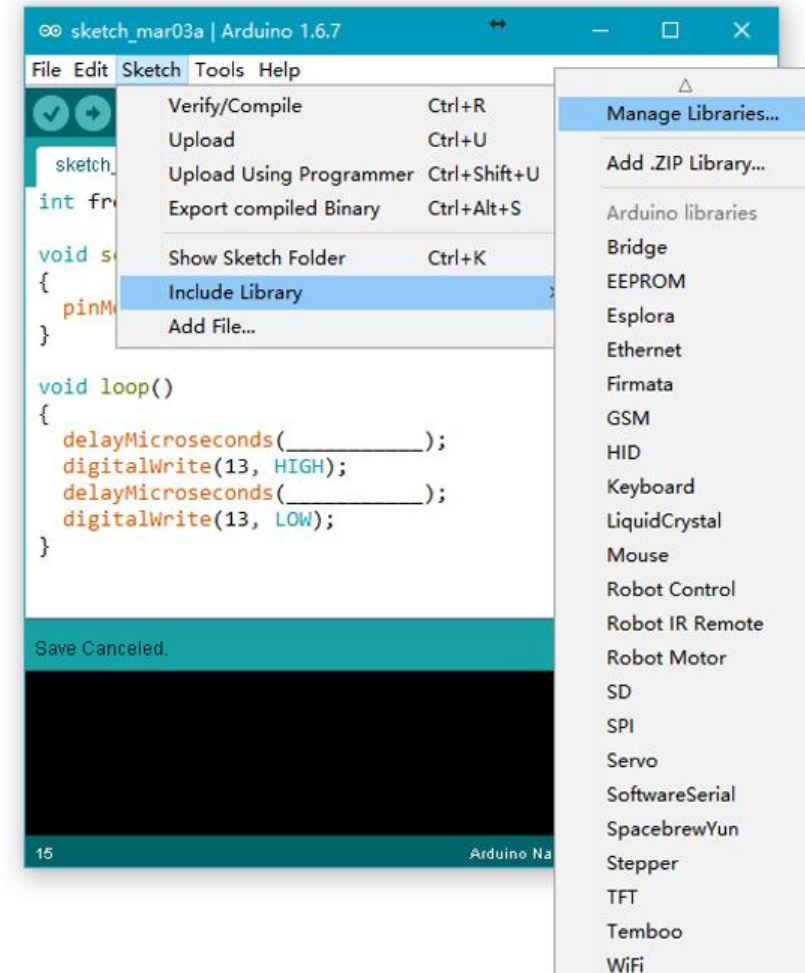 sketch_mar03a | Arduino 1.6.7
File Edit Sketch Tools Help
Verify/Compile Ctrl+R
Upload Ctrl+U
Upload Using Programmer Ctrl+Shift+U
Export compiled Binary Ctrl+Alt+S
Show Sketch Folder Ctrl+K
Include Library
Add File...
Manage Libraries...
Add .ZIP Library...
Arduino libraries
Bridge
EEPROM
Esplora
Ethernet
Firmata
GSM
HID
Keyboard
LiquidCrystal
Mouse
Robot Control
Robot IR Remote
Robot Motor
SD
SPI
Servo
SoftwareSerial
SpacebrewYun
Stepper
TFT
Temboo
WiFi
sketch_
int fre
void se
{
pinMo
}
void loop()
{
delayMicroseconds(___________);
digitalWrite(13, HIGH);
delayMicroseconds(___________);
digitalWrite(13, LOW);
}
Save Canceled.
15 Arduino Na